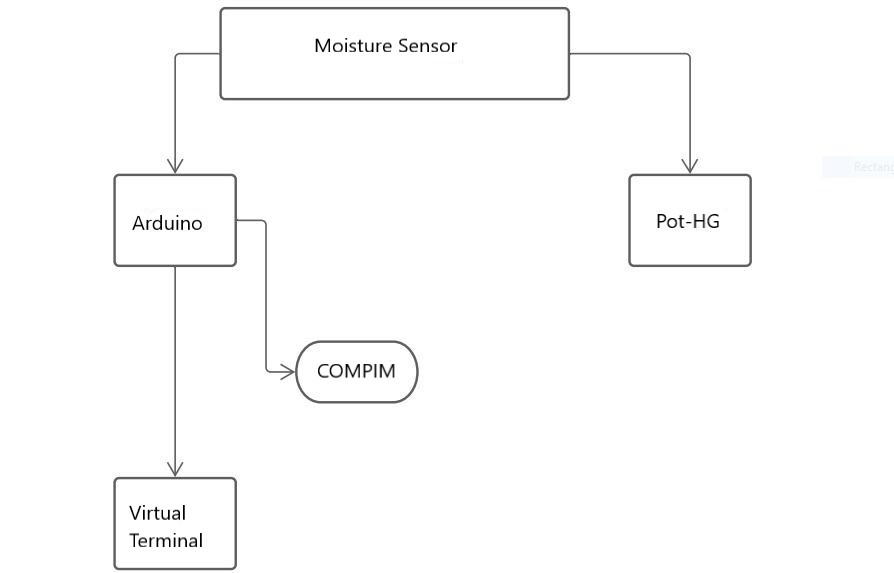 Moisture Sensor
Arduino
Pot-HG
COMPIM
Virtual
Terminal